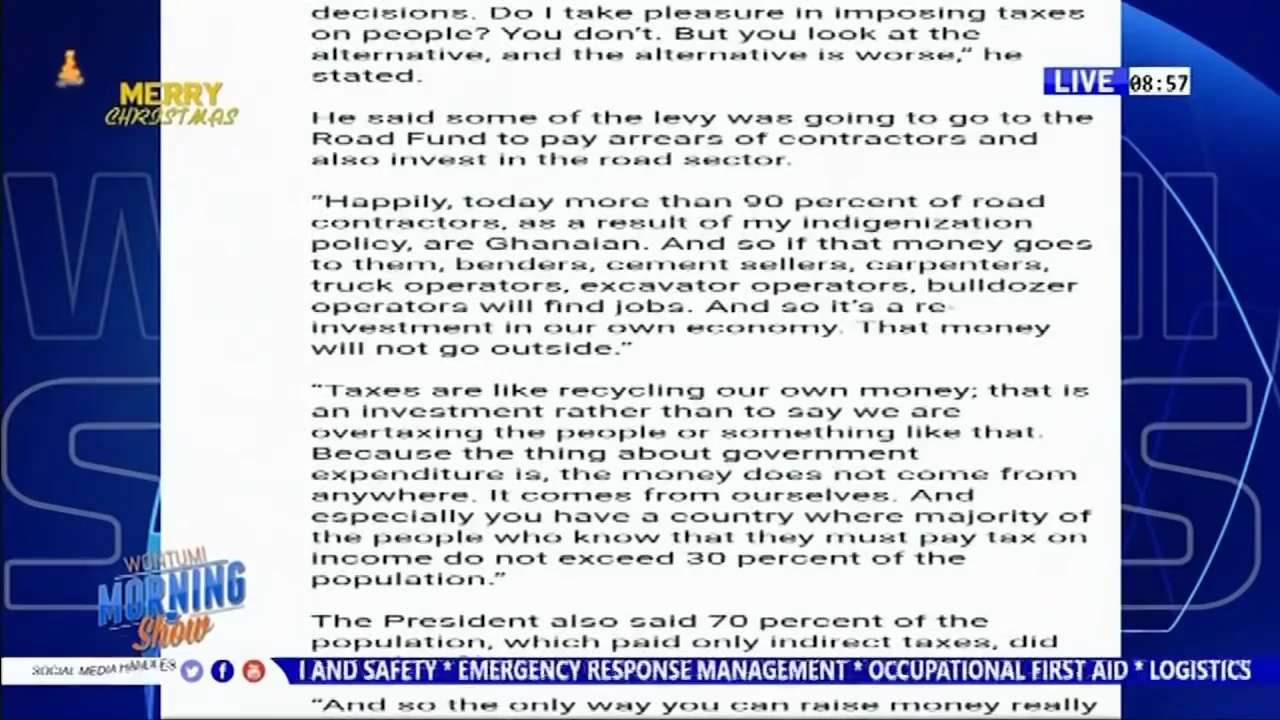 decisions. Do I take pleasure in imposing taxes
on people? You don't. But you look at the
alternative, and the alternative is worse," he
stated.
MERRY
CHRISTMAS
LIVE 08:57
He said some of the levy was going to go to the
Road Fund to pay arrears of contractors and
also invest in the road sector.
"Happily, today more than 90 percent of road
contractors, as a result of my indigenization
policy, are Ghanaian. And so if that money goes
to them, benders, cement sellers, carpenters,
truck operators, excavator operators, bulldozer
operators will find jobs. And so it's a re-
investment in our own economy. That money
will not go outside."
"Taxes are like recycling our own money; that is
an investment rather than to say we are
overtaxing the people or something like that.
Because the thing about government
expenditure is, the money does not come from
anywhere. It comes from ourselves. And
especially you have a country where majority of
the people who know that they must pay tax on
income do not exceed 30 percent of the
population."
WONTUMI
MORNING
Show
The President also said 70 percent of the
population, which paid only indirect taxes, did
SOCIAL MEDIA HANDLES
I AND SAFETY * EMERGENCY RESPONSE MANAGEMENT * OCCUPATIONAL FIRST AID * LOGISTICS
"And so the only way you can raise money really